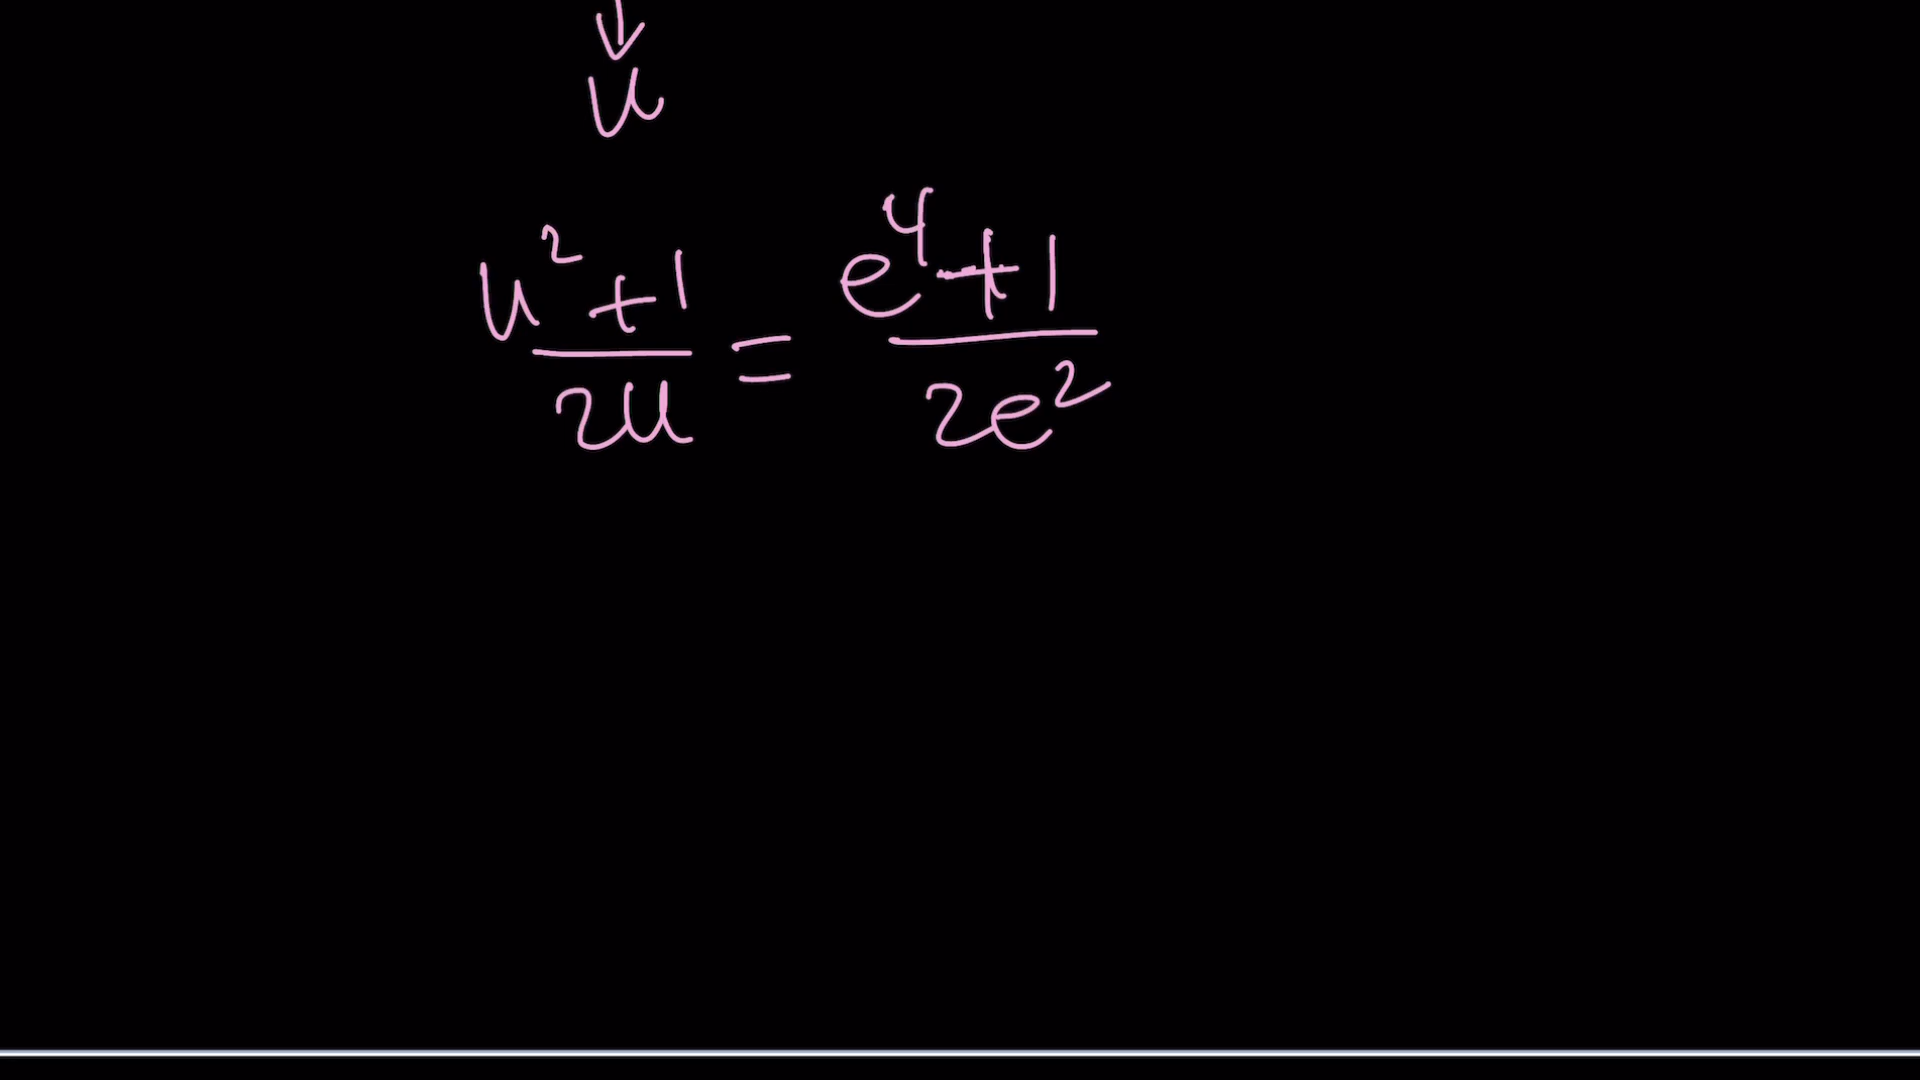 ↓
u
u²+1/2u = e⁴+1/2e²